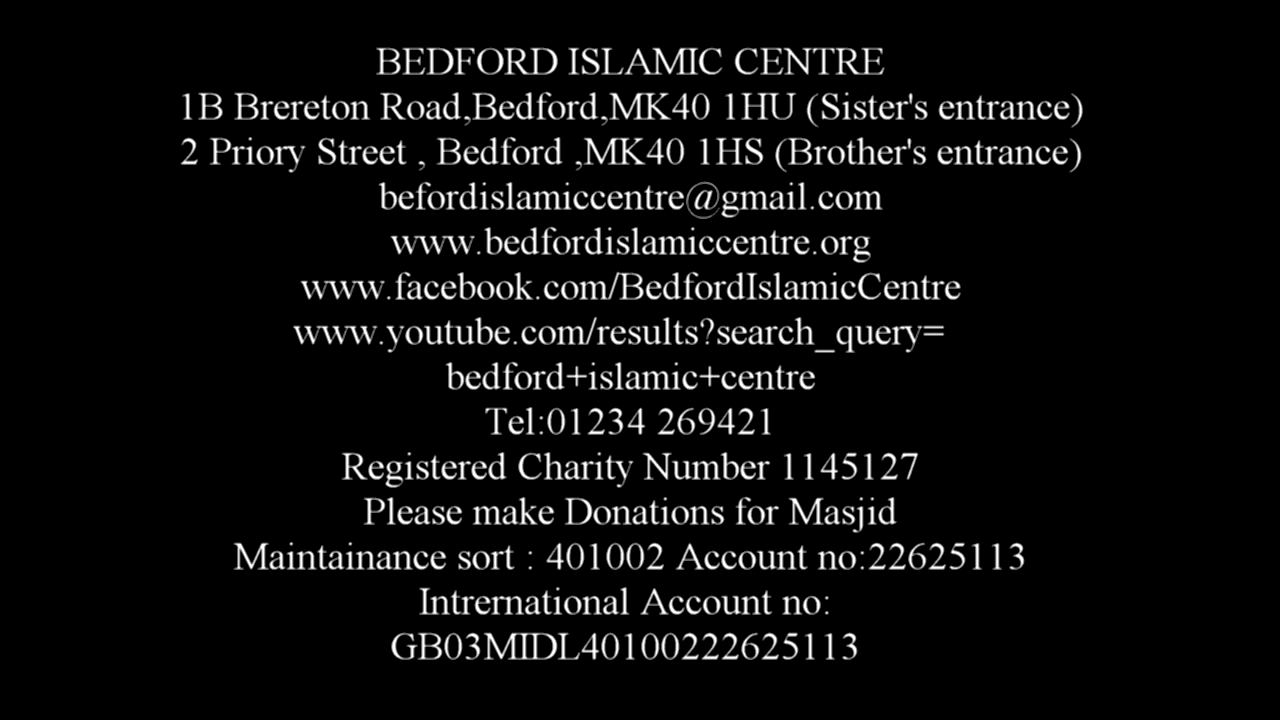 BEDFORD ISLAMIC CENTRE
1B Brereton Road,Bedford,MK40 1HU (Sister's entrance)
2 Priory Street , Bedford ,MK40 1HS (Brother's entrance)
befordislamiccentre@gmail.com
www.bedfordislamiccentre.org
www.facebook.com/BedfordIslamicCentre
www.youtube.com/results?search_query=
bedford+islamic+centre
Tel:01234 269421
Registered Charity Number 1145127
Please make Donations for Masjid
Maintainance sort : 401002 Account no:22625113
Intrernational Account no:
GB03MIDL40100222625113